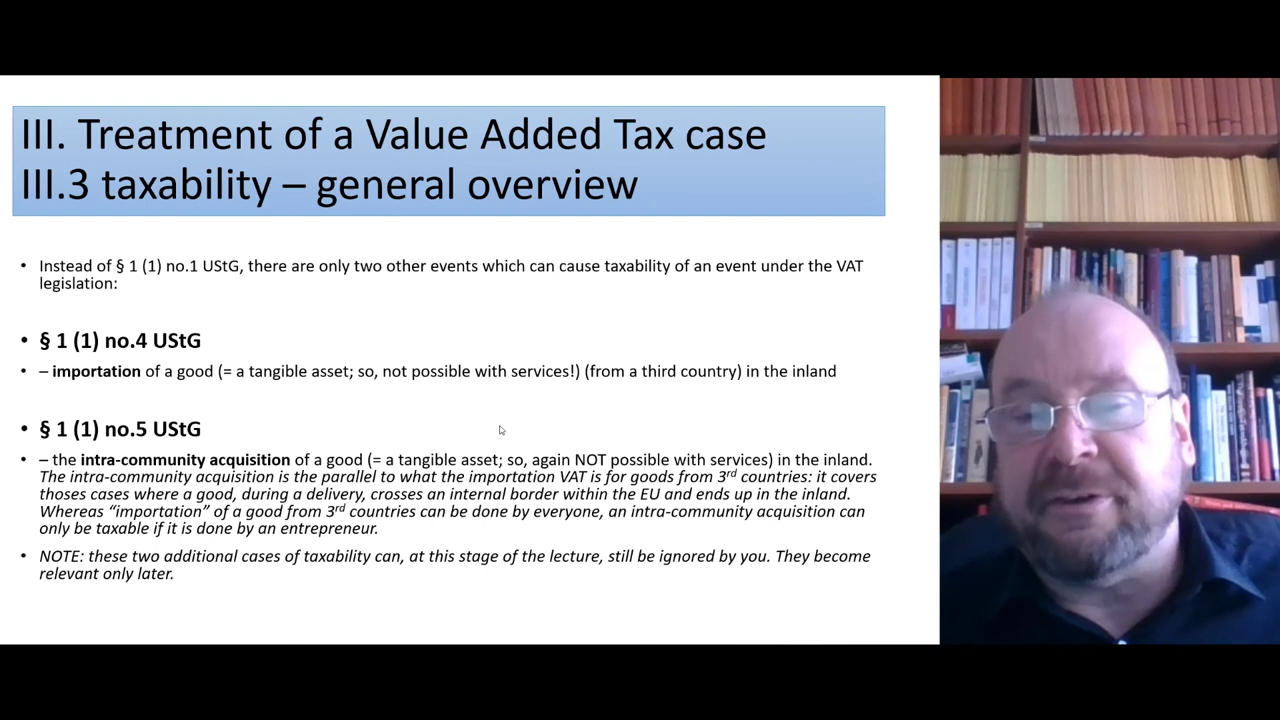 III. Treatment of a Value Added Tax case
III.3 taxability – general overview
• Instead of § 1 (1) no.1 UStG, there are only two other events which can cause taxability of an event under the VAT
legislation:
• § 1 (1) no.4 UStG
• – importation of a good (= a tangible asset; so, not possible with services!) (from a third country) in the inland
• § 1 (1) no.5 UStG
• – the intra-community acquisition of a good (= a tangible asset; so, again NOT possible with services) in the inland.
The intra-community acquisition is the parallel to what the importation VAT is for goods from 3rd countries: it covers
thoses cases where a good, during a delivery, crosses an internal border within the EU and ends up in the inland.
Whereas “importation” of a good from 3rd countries can be done by everyone, an intra-community acquisition can
only be taxable if it is done by an entrepreneur.
• NOTE: these two additional cases of taxability can, at this stage of the lecture, still be ignored by you. They become
relevant only later.